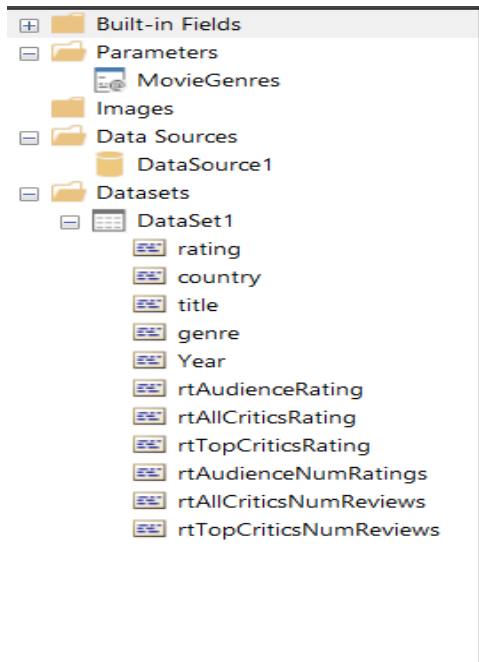 Built-in Fields
Parameters
MovieGenres
Images
Data Sources
DataSource1
Datasets
DataSet1
rating
country
title
genre
Year
rtAudienceRating
rtAllCriticsRating
rtTopCriticsRating
rtAudienceNumRatings
rtAllCriticsNumReviews
rtTopCriticsNumReviews